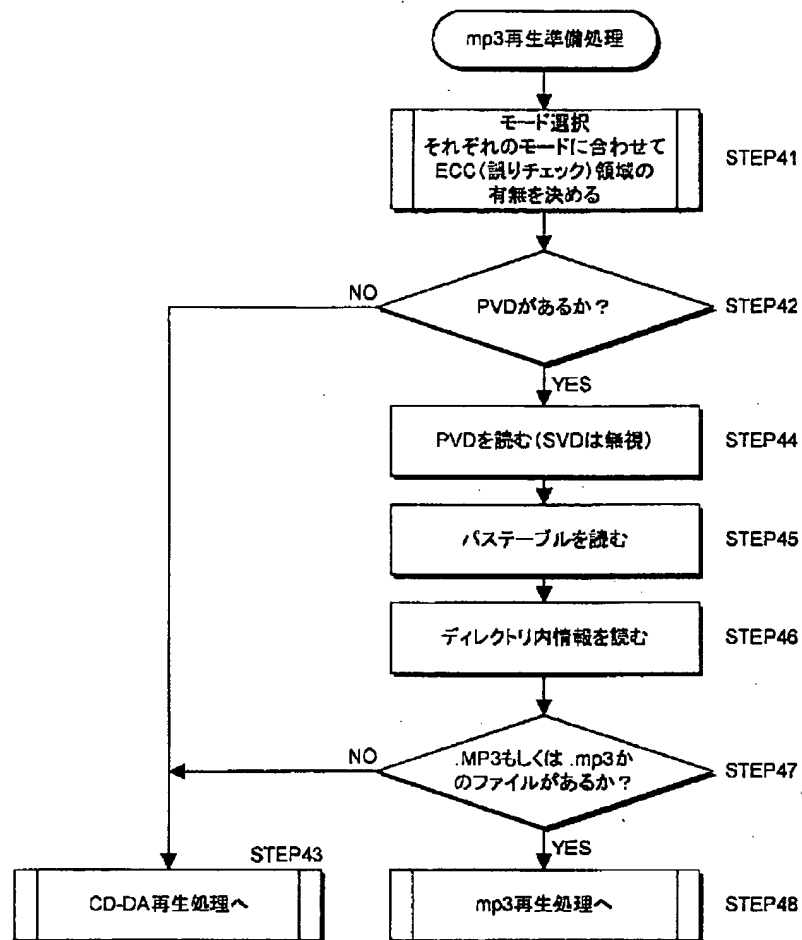 mp3再生準備処理
モード選択
それぞれのモードに合わせて
ECC(誤りチェック)領域の
有無を決める
STEP41
NO
PVDがあるか？
STEP42
YES
PVDを読む(SVDは無視)
STEP44
パステーブルを読む
STEP45
ディレクトリ内情報を読む
STEP46
NO
.MP3もしくは .mp3か
のファイルがあるか？
STEP47
YES
STEP43
CD-DA再生処理へ
mp3再生処理へ
STEP48